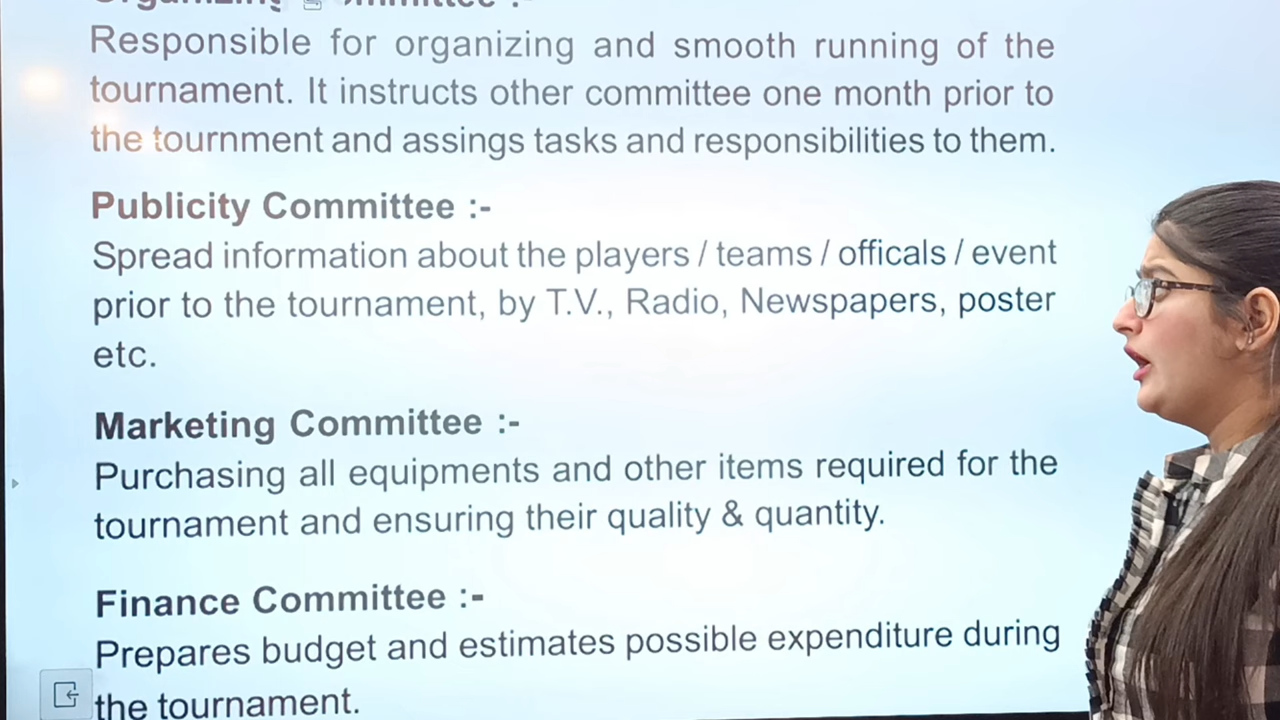 Organizing Committee :-
Responsible for organizing and smooth running of the
tournament. It instructs other committee one month prior to
the tournment and assings tasks and responsibilities to them.
Publicity Committee :-
Spread information about the players / teams / officals / event
prior to the tournament, by T.V., Radio, Newspapers, poster
etc.
Marketing Committee :-
Purchasing all equipments and other items required for the
tournament and ensuring their quality & quantity.
Finance Committee :-
Prepares budget and estimates possible expenditure during
the tournament.